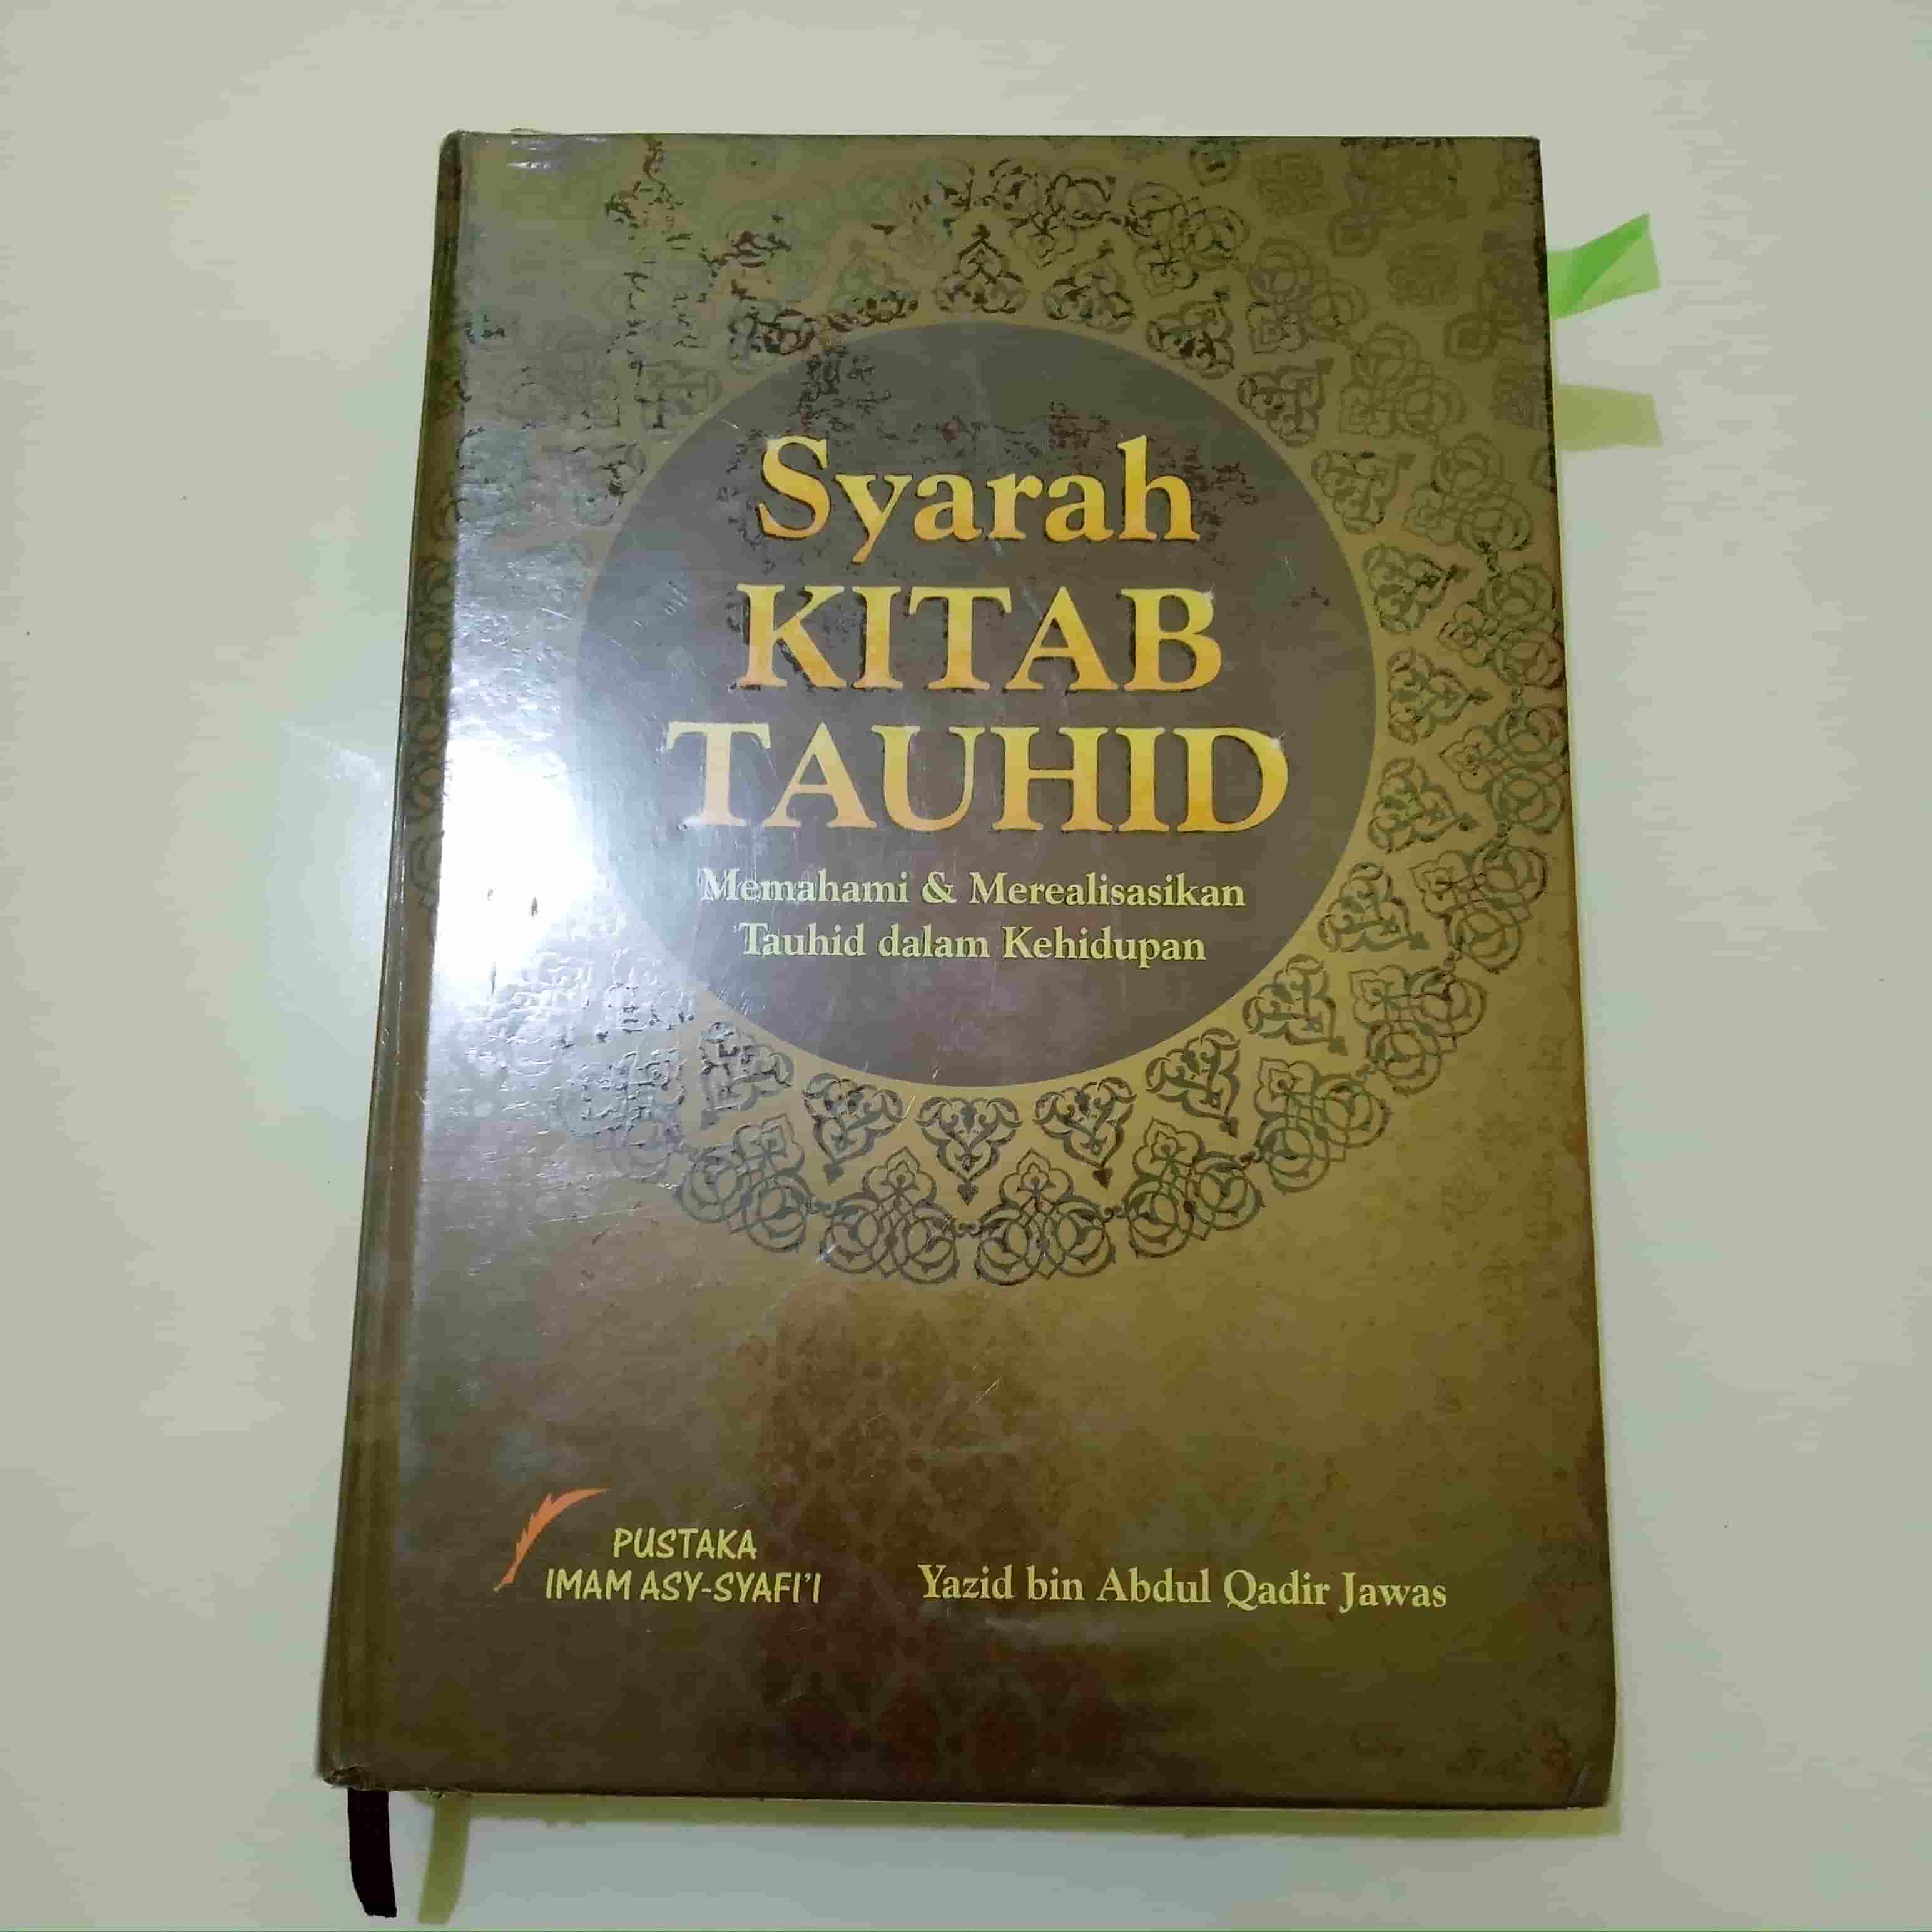 Syarah
KITAB
TAUHID
Memahami & Merealisasikan
Tauhid dalam Kehidupan
PUSTAKA
IMAM ASY-SYAFI'I
Yazid bin Abdul Qadir Jawas